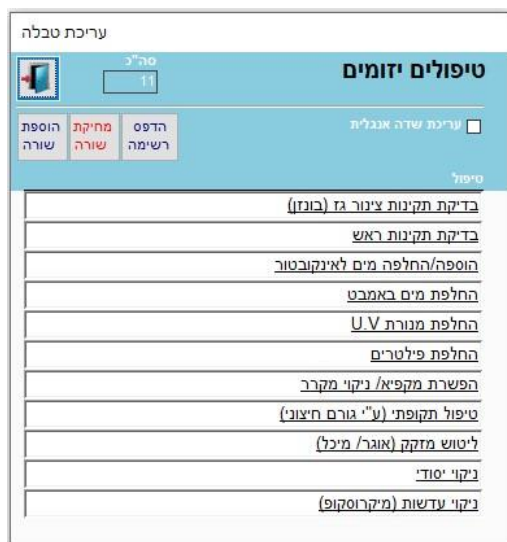 עריכת טבלה
טיפולים יזומים
סה"כ
11
עריכת שדה אנגלית
הדפס רשימה
מחיקת שורה
הוספת שורה
טיפול
בדיקת תקינות צינור גז (בונזן)
בדיקת תקינות ראש
הוספה/החלפה מים לאינקובטור
החלפת מים באמבט
החלפת מנורת U.V
החלפת פילטרים
הפשרת מקפיא/ ניקוי מקרר
טיפול תקופתי (ע"י גורם חיצוני)
ליטוש מזקק (אוגר/ מיכל)
ניקוי יסודי
ניקוי עדשות (מיקרוסקופ)